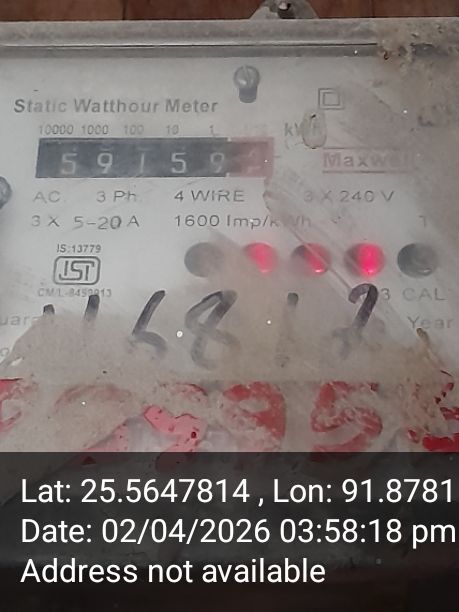 Static Watthour Meter
10000 1000 100 10 1
kWh
59159
Maxwell
AC. 3 Ph. 4 WIRE 3 X 240 V
3 X 5-20 A 1600 Imp/kWh
IS:13779
ISI
CM/L-8450913
CAL
Year
Lat: 25.5647814 , Lon: 91.8781
Date: 02/04/2026 03:58:18 pm
Address not available